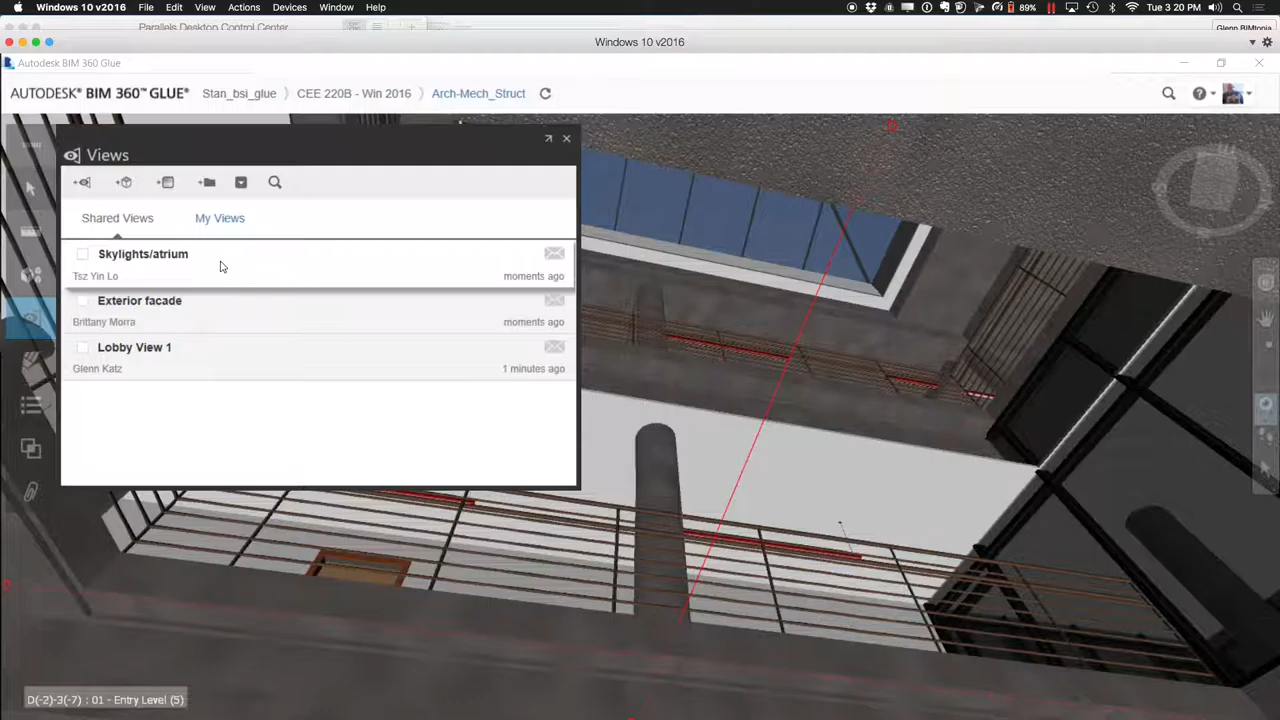 Windows 10 v2016 File Edit View Actions Devices Window Help 89% Tue 3:20 PM
Parallels Desktop Control Center Glenn BIMtopia
Windows 10 v2016
Autodesk BIM 360 Glue
AUTODESK® BIM 360™ GLUE® Stan_bsi_glue CEE 220B - Win 2016 Arch-Mech_Struct
Views
Shared Views My Views
Skylights/atrium
Tsz Yin Lo moments ago
Exterior facade
Brittany Morra moments ago
Lobby View 1
Glenn Katz 1 minutes ago
D(-2)-3(-7) : 01 - Entry Level (5)